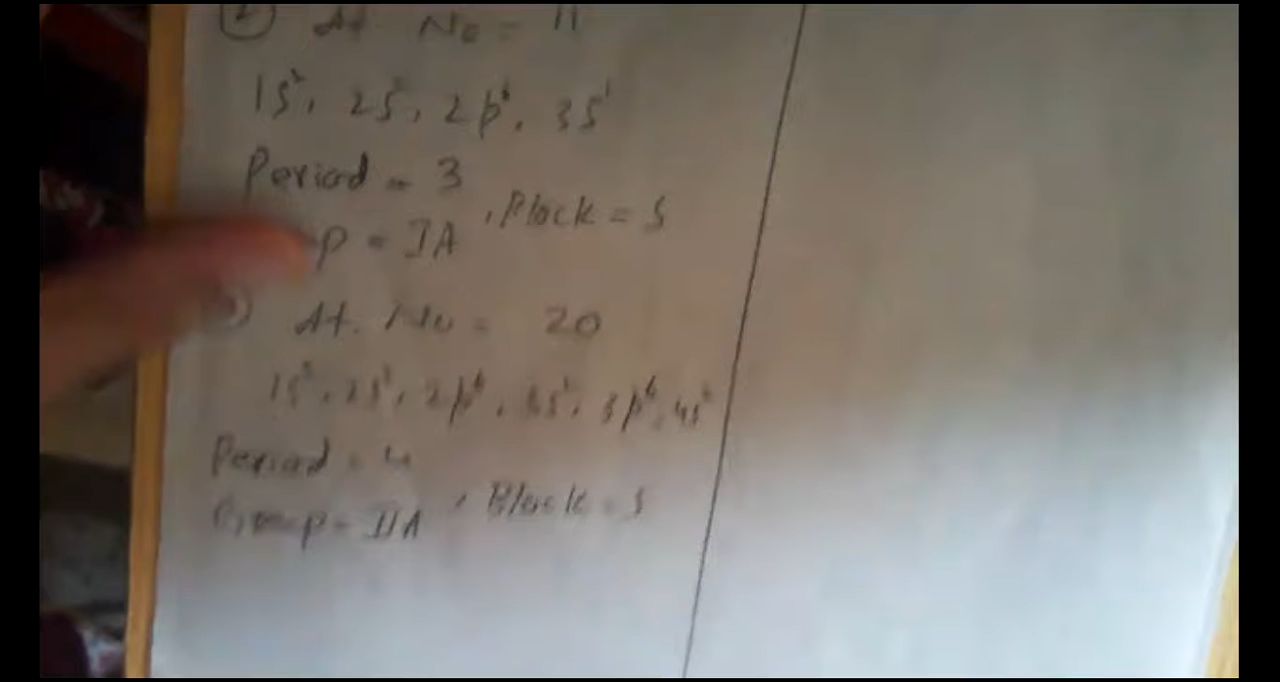 ② At. No = 11
1s², 2s², 2p⁶, 3s¹
Period = 3
p = IA , Block = s
At. No = 20
1s², 2s², 2p⁶, 3s², 3p⁶, 4s²
Period = 4
Group = IIA , Block = s